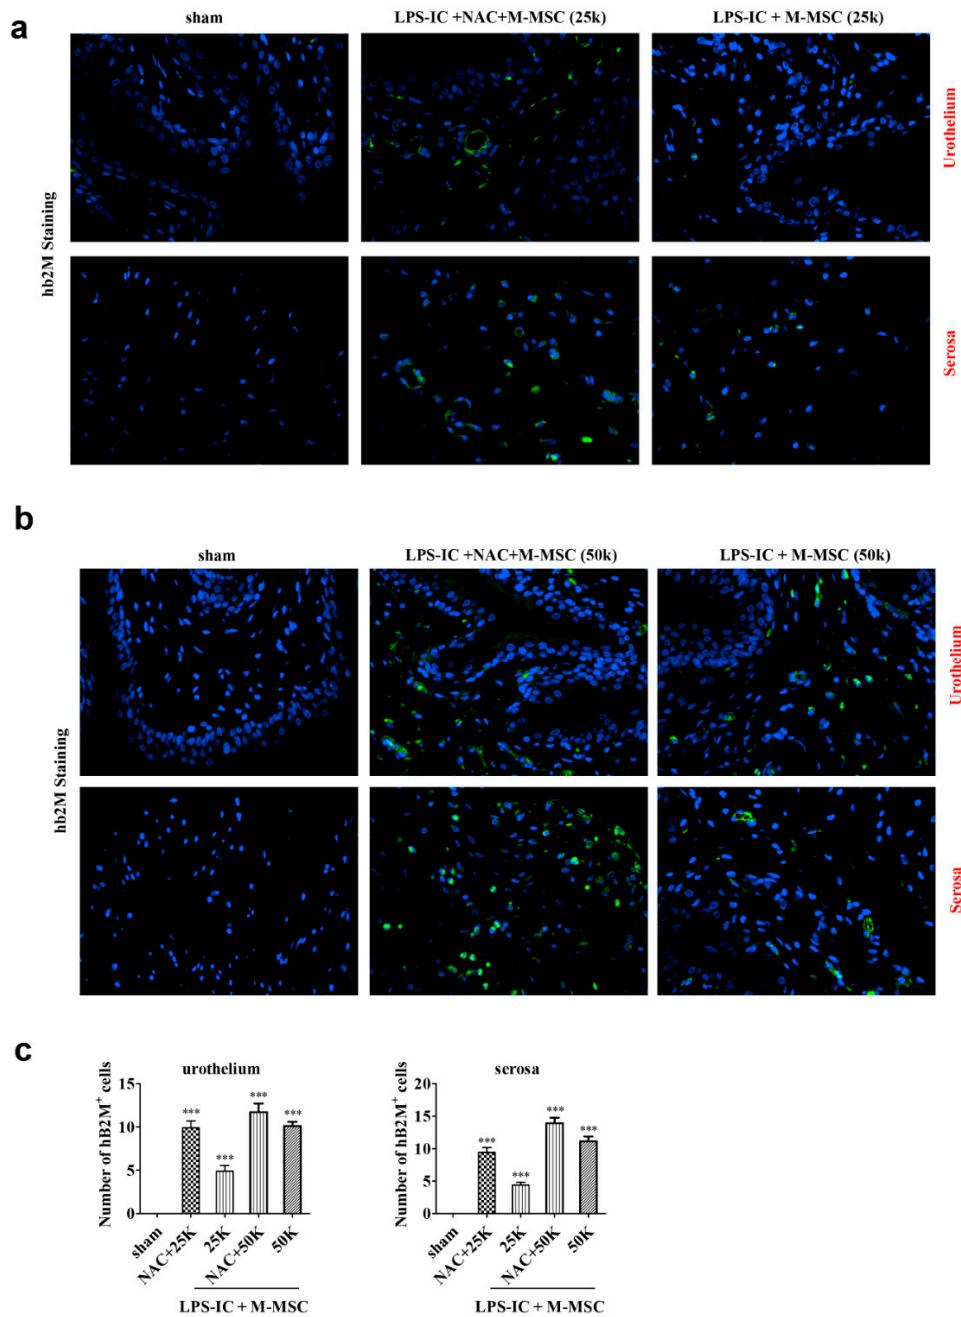 a
sham
LPS-IC +NAC+M-MSC (25k)
LPS-IC + M-MSC (25k)
hb2M Staining
Urothelium
Serosa
b
sham
LPS-IC +NAC+M-MSC (50k)
LPS-IC + M-MSC (50k)
hb2M Staining
Urothelium
Serosa
c
urothelium
Number of hB2M+ cells
15
10
5
0
***
***
***
***
sham
NAC+25K
25K
NAC+50K
50K
LPS-IC + M-MSC
serosa
Number of hB2M+ cells
20
15
10
5
0
***
***
***
***
sham
NAC+25K
25K
NAC+50K
50K
LPS-IC + M-MSC